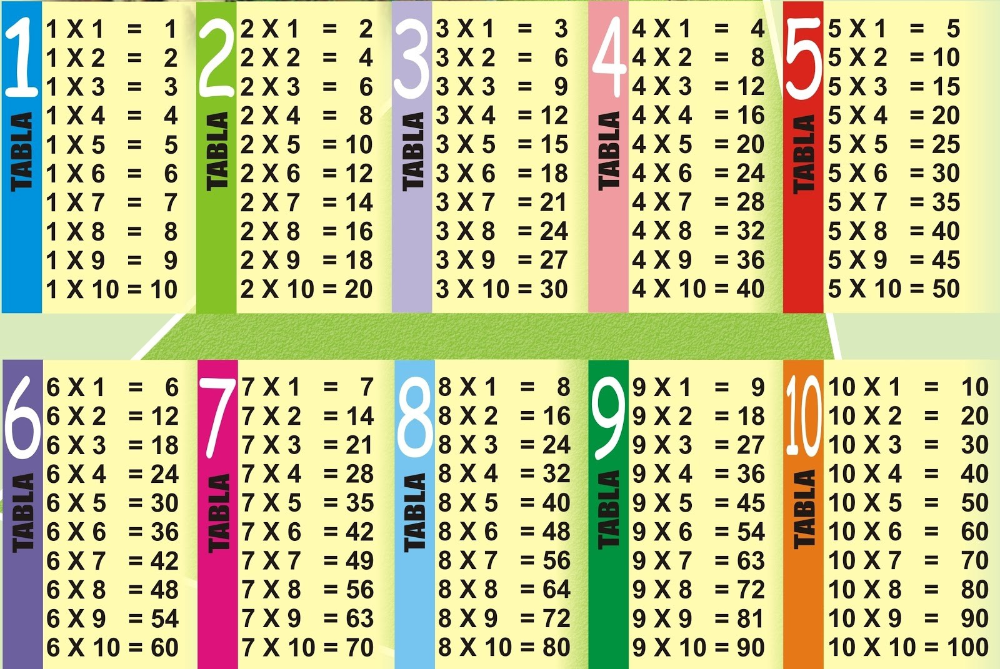 1
TABLA
1 X 1 = 1
1 X 2 = 2
1 X 3 = 3
1 X 4 = 4
1 X 5 = 5
1 X 6 = 6
1 X 7 = 7
1 X 8 = 8
1 X 9 = 9
1 X 10 = 10
2
TABLA
2 X 1 = 2
2 X 2 = 4
2 X 3 = 6
2 X 4 = 8
2 X 5 = 10
2 X 6 = 12
2 X 7 = 14
2 X 8 = 16
2 X 9 = 18
2 X 10 = 20
3
TABLA
3 X 1 = 3
3 X 2 = 6
3 X 3 = 9
3 X 4 = 12
3 X 5 = 15
3 X 6 = 18
3 X 7 = 21
3 X 8 = 24
3 X 9 = 27
3 X 10 = 30
4
TABLA
4 X 1 = 4
4 X 2 = 8
4 X 3 = 12
4 X 4 = 16
4 X 5 = 20
4 X 6 = 24
4 X 7 = 28
4 X 8 = 32
4 X 9 = 36
4 X 10 = 40
5
TABLA
5 X 1 = 5
5 X 2 = 10
5 X 3 = 15
5 X 4 = 20
5 X 5 = 25
5 X 6 = 30
5 X 7 = 35
5 X 8 = 40
5 X 9 = 45
5 X 10 = 50
6
TABLA
6 X 1 = 6
6 X 2 = 12
6 X 3 = 18
6 X 4 = 24
6 X 5 = 30
6 X 6 = 36
6 X 7 = 42
6 X 8 = 48
6 X 9 = 54
6 X 10 = 60
7
TABLA
7 X 1 = 7
7 X 2 = 14
7 X 3 = 21
7 X 4 = 28
7 X 5 = 35
7 X 6 = 42
7 X 7 = 49
7 X 8 = 56
7 X 9 = 63
7 X 10 = 70
8
TABLA
8 X 1 = 8
8 X 2 = 16
8 X 3 = 24
8 X 4 = 32
8 X 5 = 40
8 X 6 = 48
8 X 7 = 56
8 X 8 = 64
8 X 9 = 72
8 X 10 = 80
9
TABLA
9 X 1 = 9
9 X 2 = 18
9 X 3 = 27
9 X 4 = 36
9 X 5 = 45
9 X 6 = 54
9 X 7 = 63
9 X 8 = 72
9 X 9 = 81
9 X 10 = 90
10
TABLA
10 X 1 = 10
10 X 2 = 20
10 X 3 = 30
10 X 4 = 40
10 X 5 = 50
10 X 6 = 60
10 X 7 = 70
10 X 8 = 80
10 X 9 = 90
10 X 10 = 100